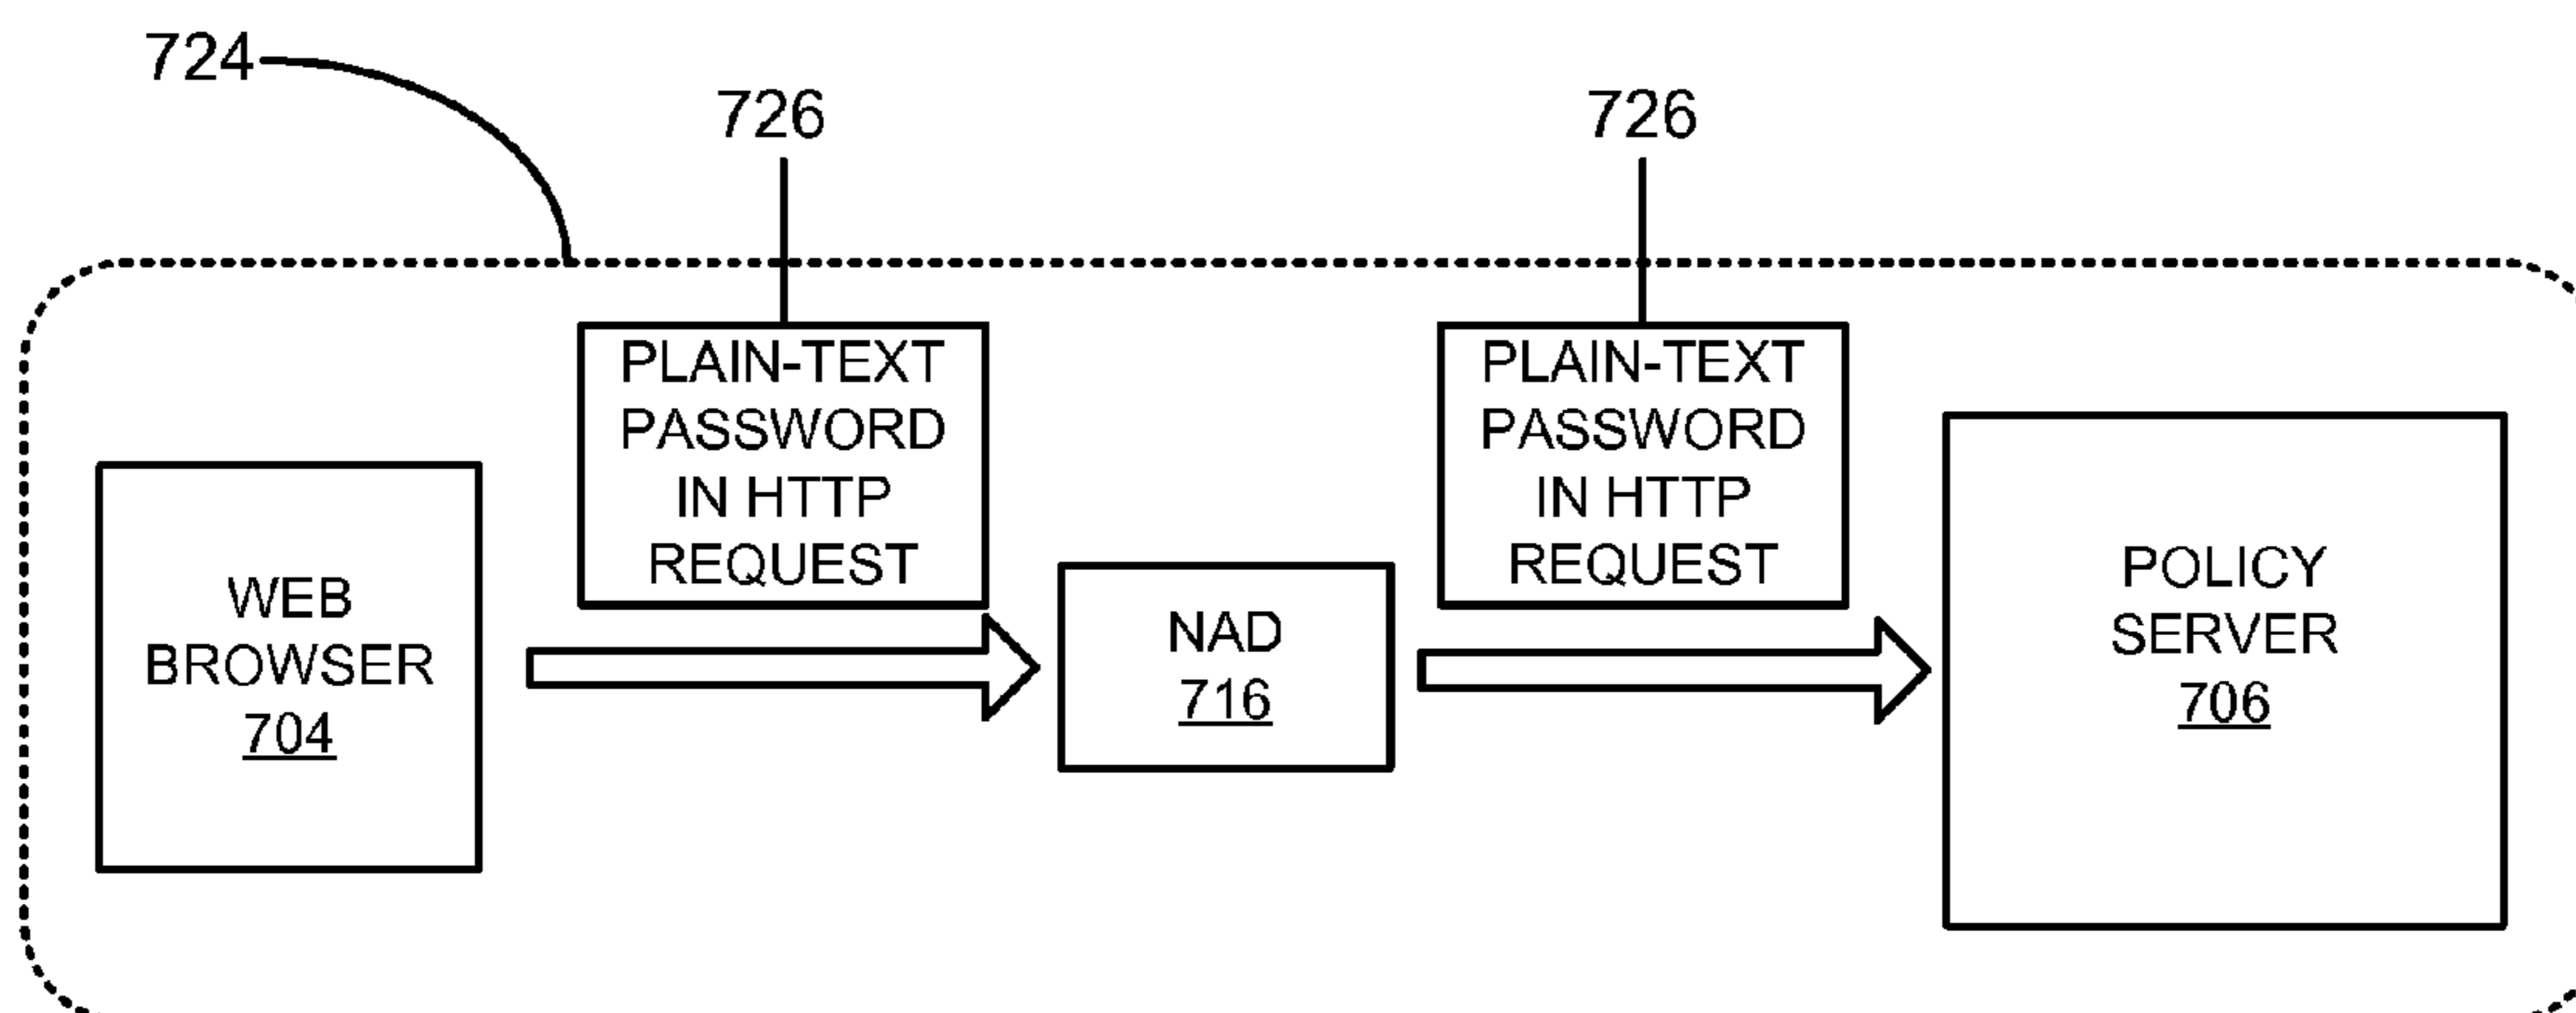 724
726
726
PLAIN-TEXT
PASSWORD
IN HTTP
REQUEST
PLAIN-TEXT
PASSWORD
IN HTTP
REQUEST
WEB
BROWSER
704
NAD
716
POLICY
SERVER
706